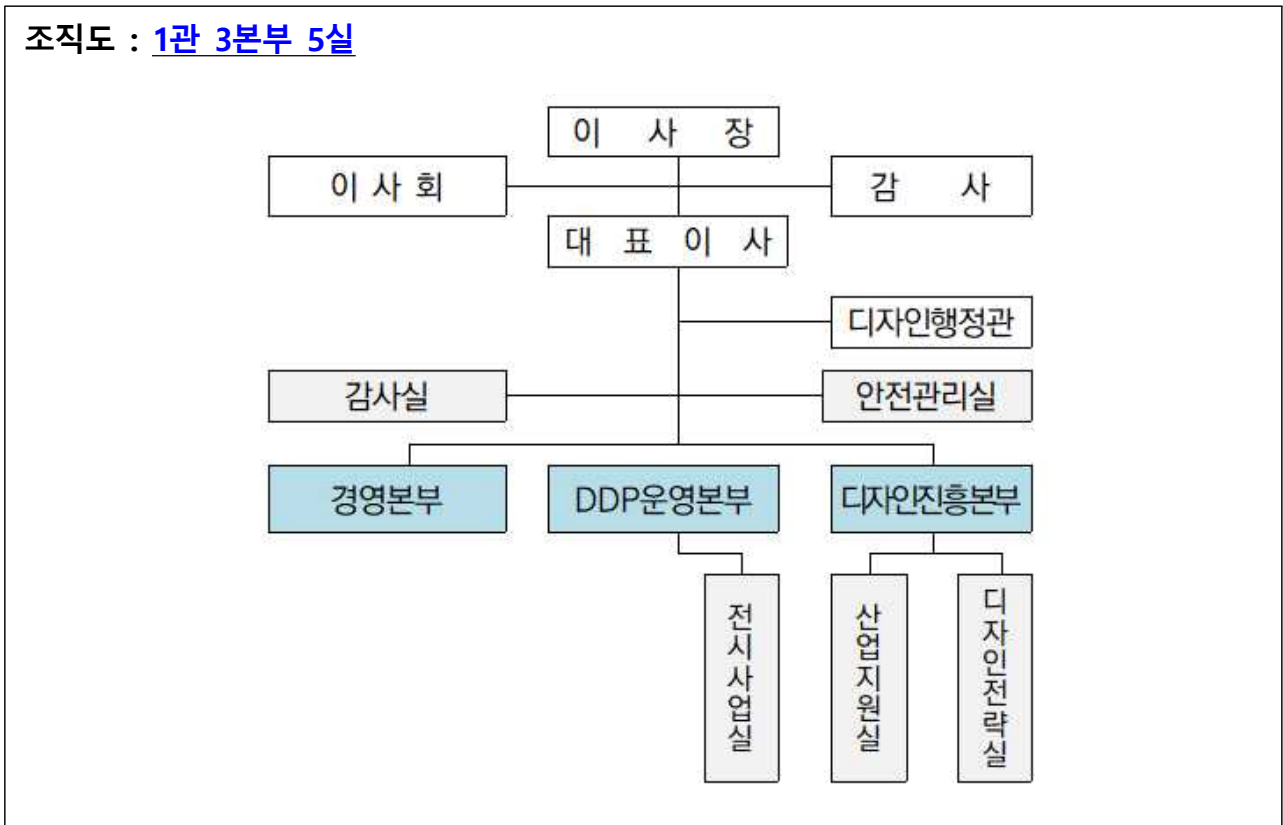 조직도 : 1관 3본부 5실
이 사 장
이 사 회
감 사
대 표 이 사
디자인행정관
감사실
안전관리실
경영본부
DDP운영본부
디자인진흥본부
전시사업실
산업지원실
디자인전략실